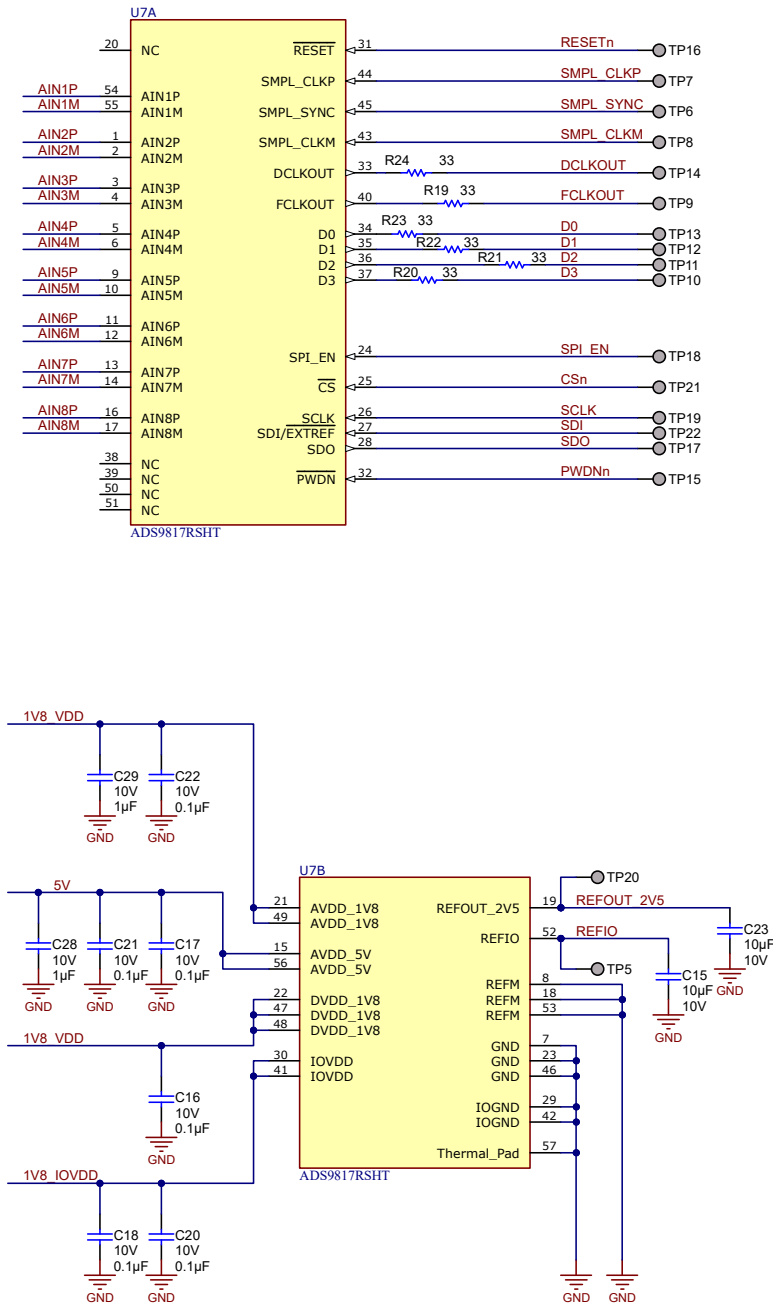 U7A
20 NC RESET 31 RESETn TP16
SMPL_CLKP 44 SMPL_CLKP TP7
AIN1P 54 AIN1P
AIN1M 55 AIN1M SMPL_SYNC 45 SMPL_SYNC TP6
AIN2P 1 AIN2P SMPL_CLKM 43 SMPL_CLKM TP8
AIN2M 2 AIN2M
DCLKOUT 33 R24 33 DCLKOUT TP14
AIN3P 3 AIN3P
AIN3M 4 AIN3M FCLKOUT 40 R19 33 FCLKOUT TP9
AIN4P 5 AIN4P D0 34 R23 33 D0 TP13
AIN4M 6 AIN4M D1 35 R22 33 D1 TP12
D2 36 R21 33 D2 TP11
AIN5P 9 AIN5P D3 37 R20 33 D3 TP10
AIN5M 10 AIN5M
AIN6P 11 AIN6P
AIN6M 12 AIN6M
SPI_EN 24 SPI_EN TP18
AIN7P 13 AIN7P
AIN7M 14 AIN7M CS 25 CSn TP21
AIN8P 16 AIN8P SCLK 26 SCLK TP19
AIN8M 17 AIN8M SDI/EXTREF 27 SDI TP22
SDO 28 SDO TP17
38 NC
39 NC PWDN 32 PWDNn TP15
50 NC
51 NC
ADS9817RSHT
1V8_VDD
C29 C22
10V 10V
1µF 0.1µF
GND GND
U7B
5V
C28 C21 C17
10V 10V 10V
1µF 0.1µF 0.1µF
GND GND GND
TP20
21 AVDD_1V8 REFOUT_2V5 19 REFOUT_2V5
49 AVDD_1V8
C23
10µF
10V
GND
15 AVDD_5V REFIO 52 REFIO
56 AVDD_5V
TP5
C15
10µF
10V
GND
22 DVDD_1V8 REFM 8
47 DVDD_1V8 REFM 18
48 DVDD_1V8 REFM 53
1V8_VDD
C16
10V
0.1µF
GND
30 IOVDD GND 7
41 IOVDD GND 23
GND 46
IOGND 29
IOGND 42
Thermal_Pad 57
ADS9817RSHT
1V8_IOVDD
C18 C20
10V 10V
0.1µF 0.1µF
GND GND GND GND